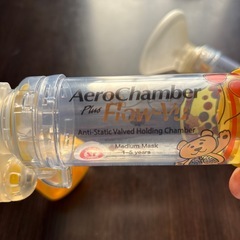 AeroChamber
Plus Flow-Vu
Anti-Static Valved Holding Chamber
Medium Mask
1-5 years